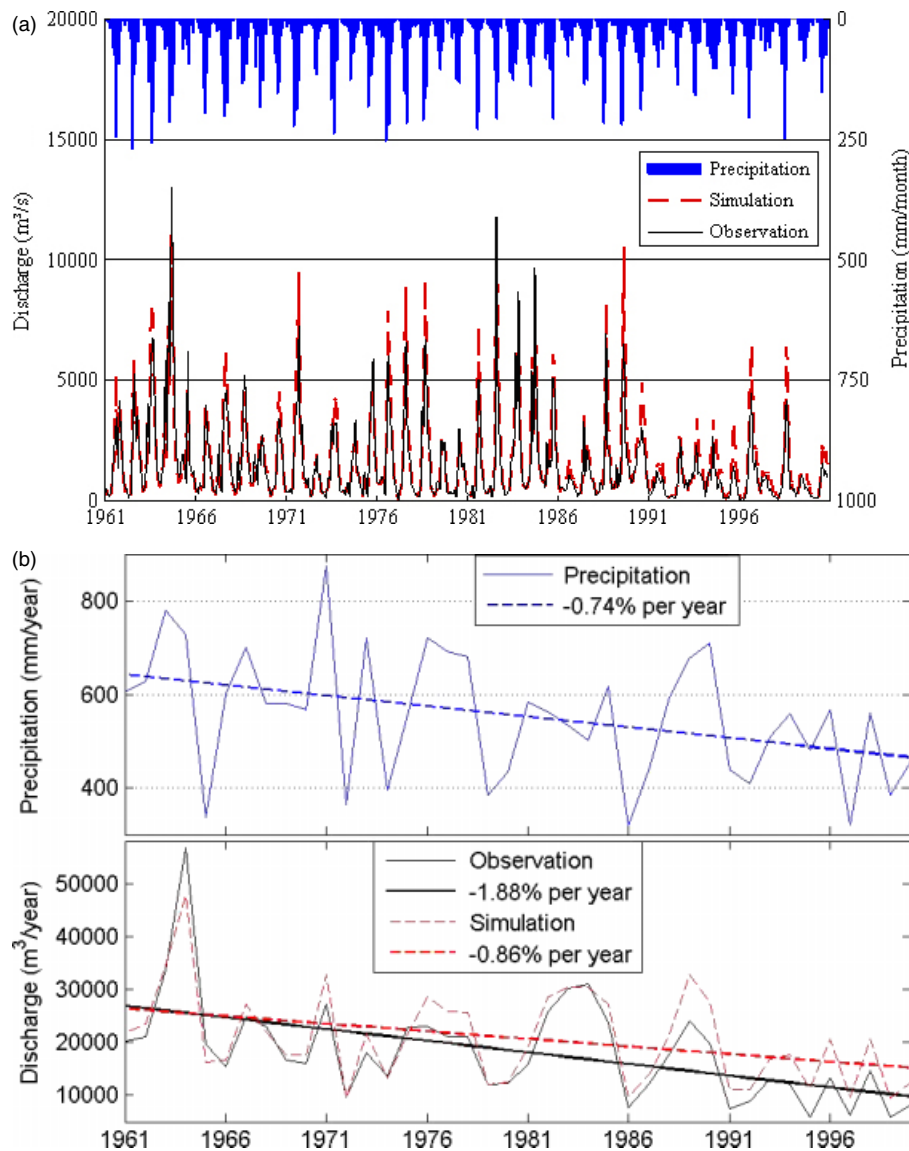 (a)
20000
15000
10000
5000
0
Discharge (m³/s)
0
250
500
750
1000
Precipitation (mm/month)
Precipitation
Simulation
Observation
1961 1966 1971 1976 1981 1986 1991 1996
(b)
800
600
400
Precipitation (mm/year)
Precipitation
-0.74% per year
50000
40000
30000
20000
10000
Discharge (m³/year)
Observation
-1.88% per year
Simulation
-0.86% per year
1961 1966 1971 1976 1981 1986 1991 1996